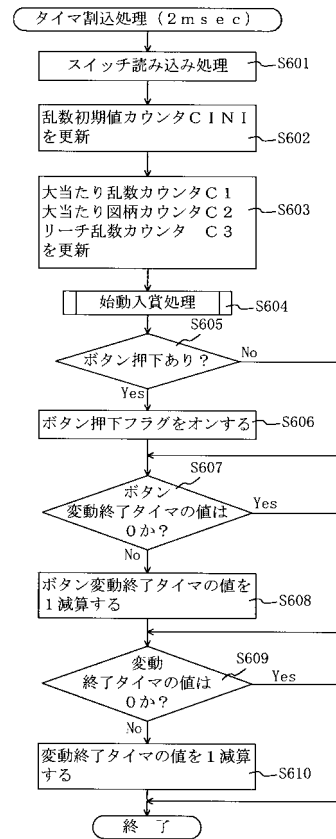 タイマ割込処理(2msec)
スイッチ読み込み処理
S601
乱数初期値カウンタCINI
を更新
S602
大当たり乱数カウンタC1
大当たり図柄カウンタC2
リーチ乱数カウンタ C3
を更新
S603
始動入賞処理
S604
S605
ボタン押下あり?
No
Yes
ボタン押下フラグをオンする
S606
S607
ボタン
変動終了タイマの値は
0か?
Yes
No
ボタン変動終了タイマの値を
1減算する
S608
S609
変動
終了タイマの値は
0か?
Yes
No
変動終了タイマの値を1減算
する
S610
終 了